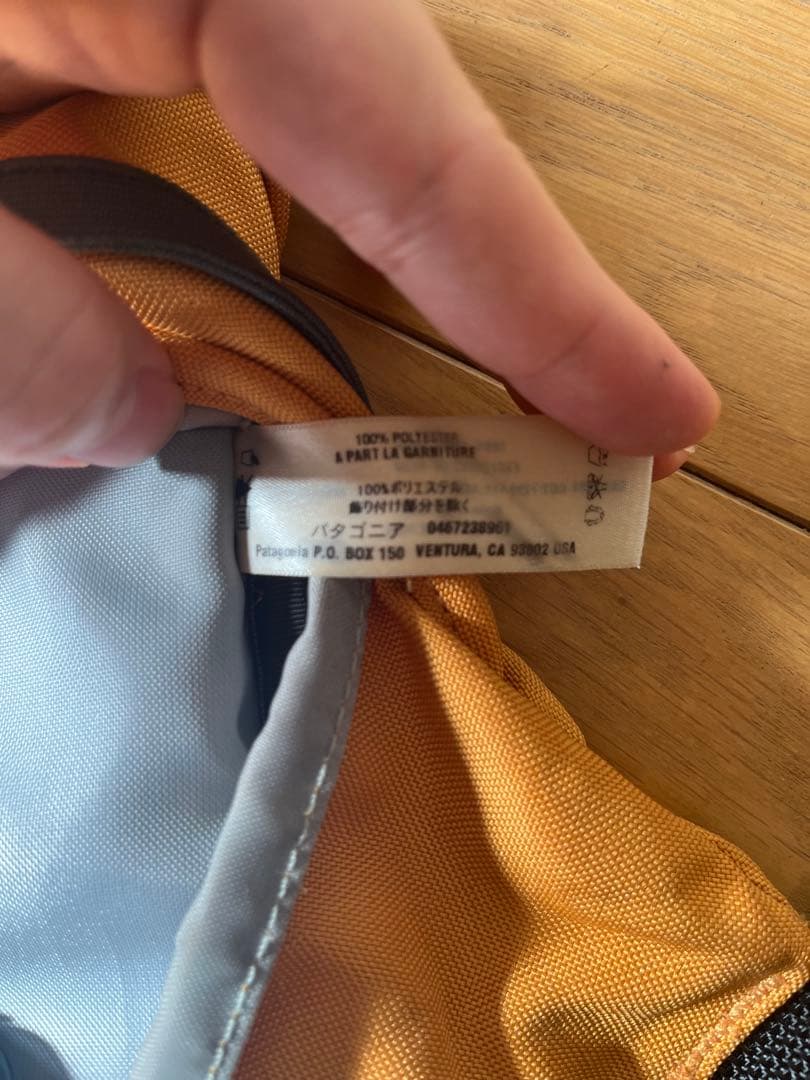 100% POLYESTER
À PART LA GARNITURE
100%ポリエステル
飾り付け部分を除く
パタゴニア 0467238961
Patagonia P.O. BOX 150 VENTURA, CA 93002 USA